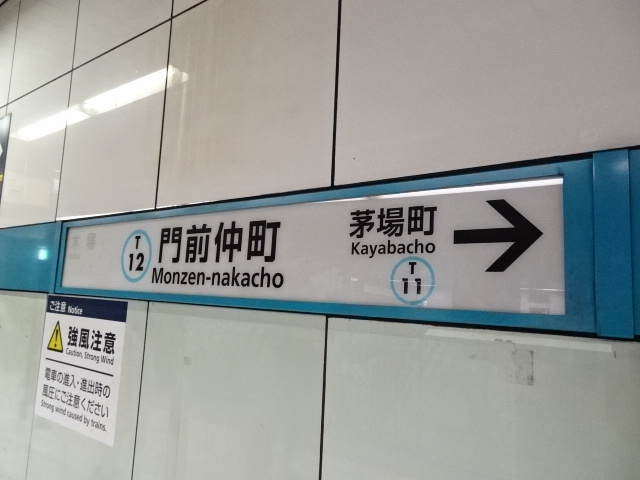 T
12
門前仲町
Monzen-nakacho
茅場町
Kayabacho
T
11
ご注意 Notice
強風注意
Caution, Strong Wind
電車の進入・進出時の
風圧にご注意ください
Strong wind caused by trains.